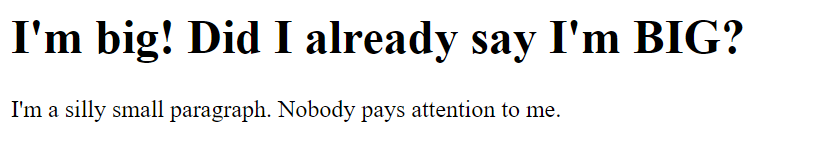 I'm big! Did I already say I'm BIG?
I'm a silly small paragraph. Nobody pays attention to me.